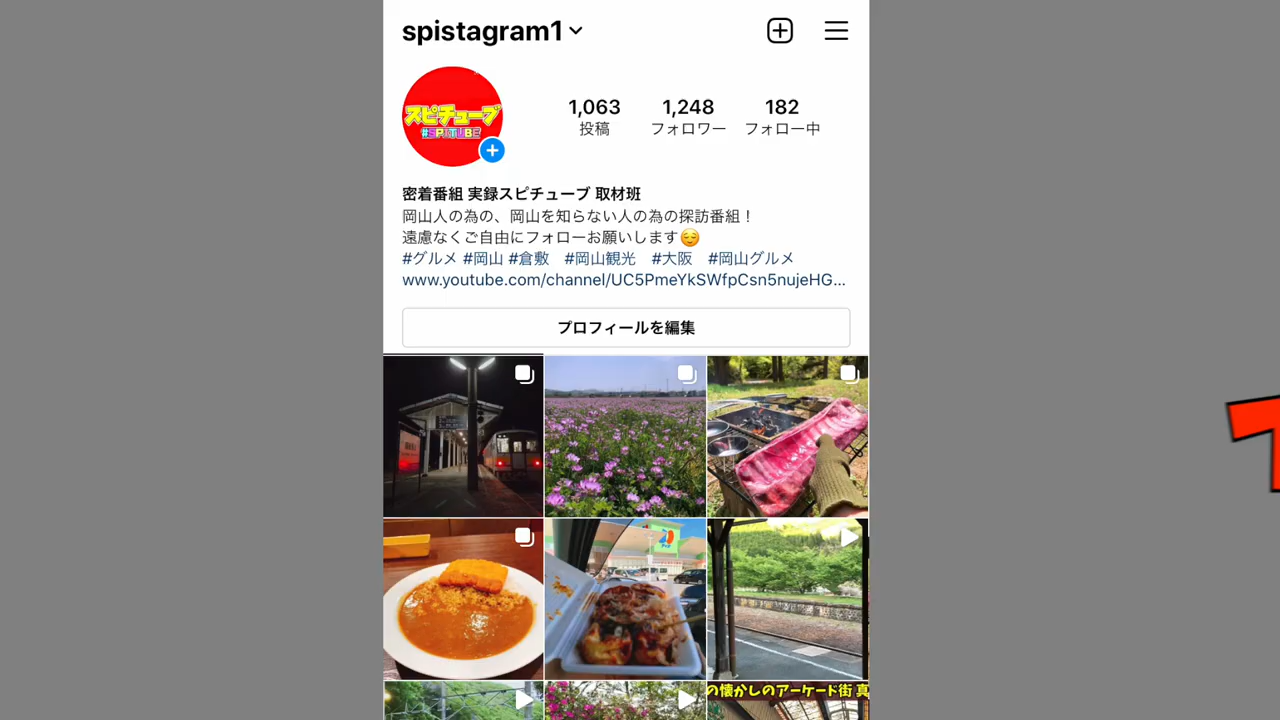 spistagram1
スピチューブ
#SPITUBE
1,063
投稿
1,248
フォロワー
182
フォロー中
密着番組 実録スピチューブ 取材班
岡山人の為の、岡山を知らない人の為の探訪番組！
遠慮なくご自由にフォローお願いします😌
#グルメ #岡山 #倉敷　#岡山観光　#大阪　#岡山グルメ
www.youtube.com/channel/UC5PmeYkSWfpCsn5nujeHG...
プロフィールを編集
の懐かしのアーケード街 真